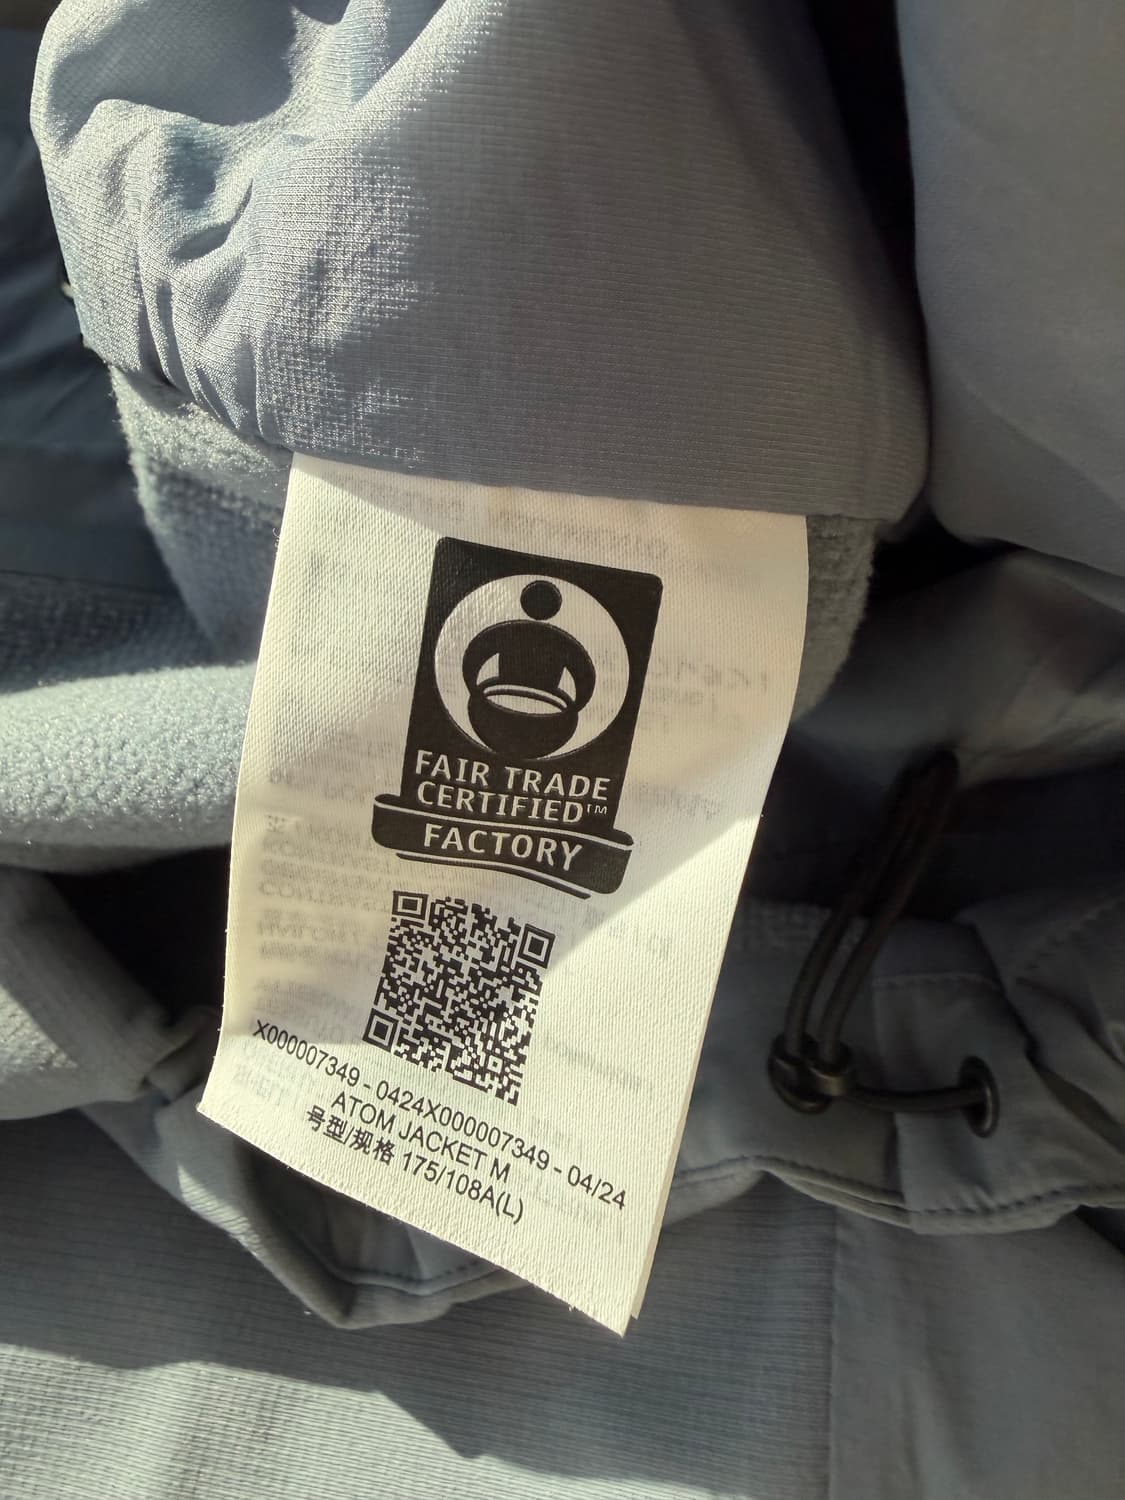 FAIR TRADE
CERTIFIED™
FACTORY
X000007349 - 0424X000007349 - 04/24
ATOM JACKET M
号型/规格 175/108A(L)